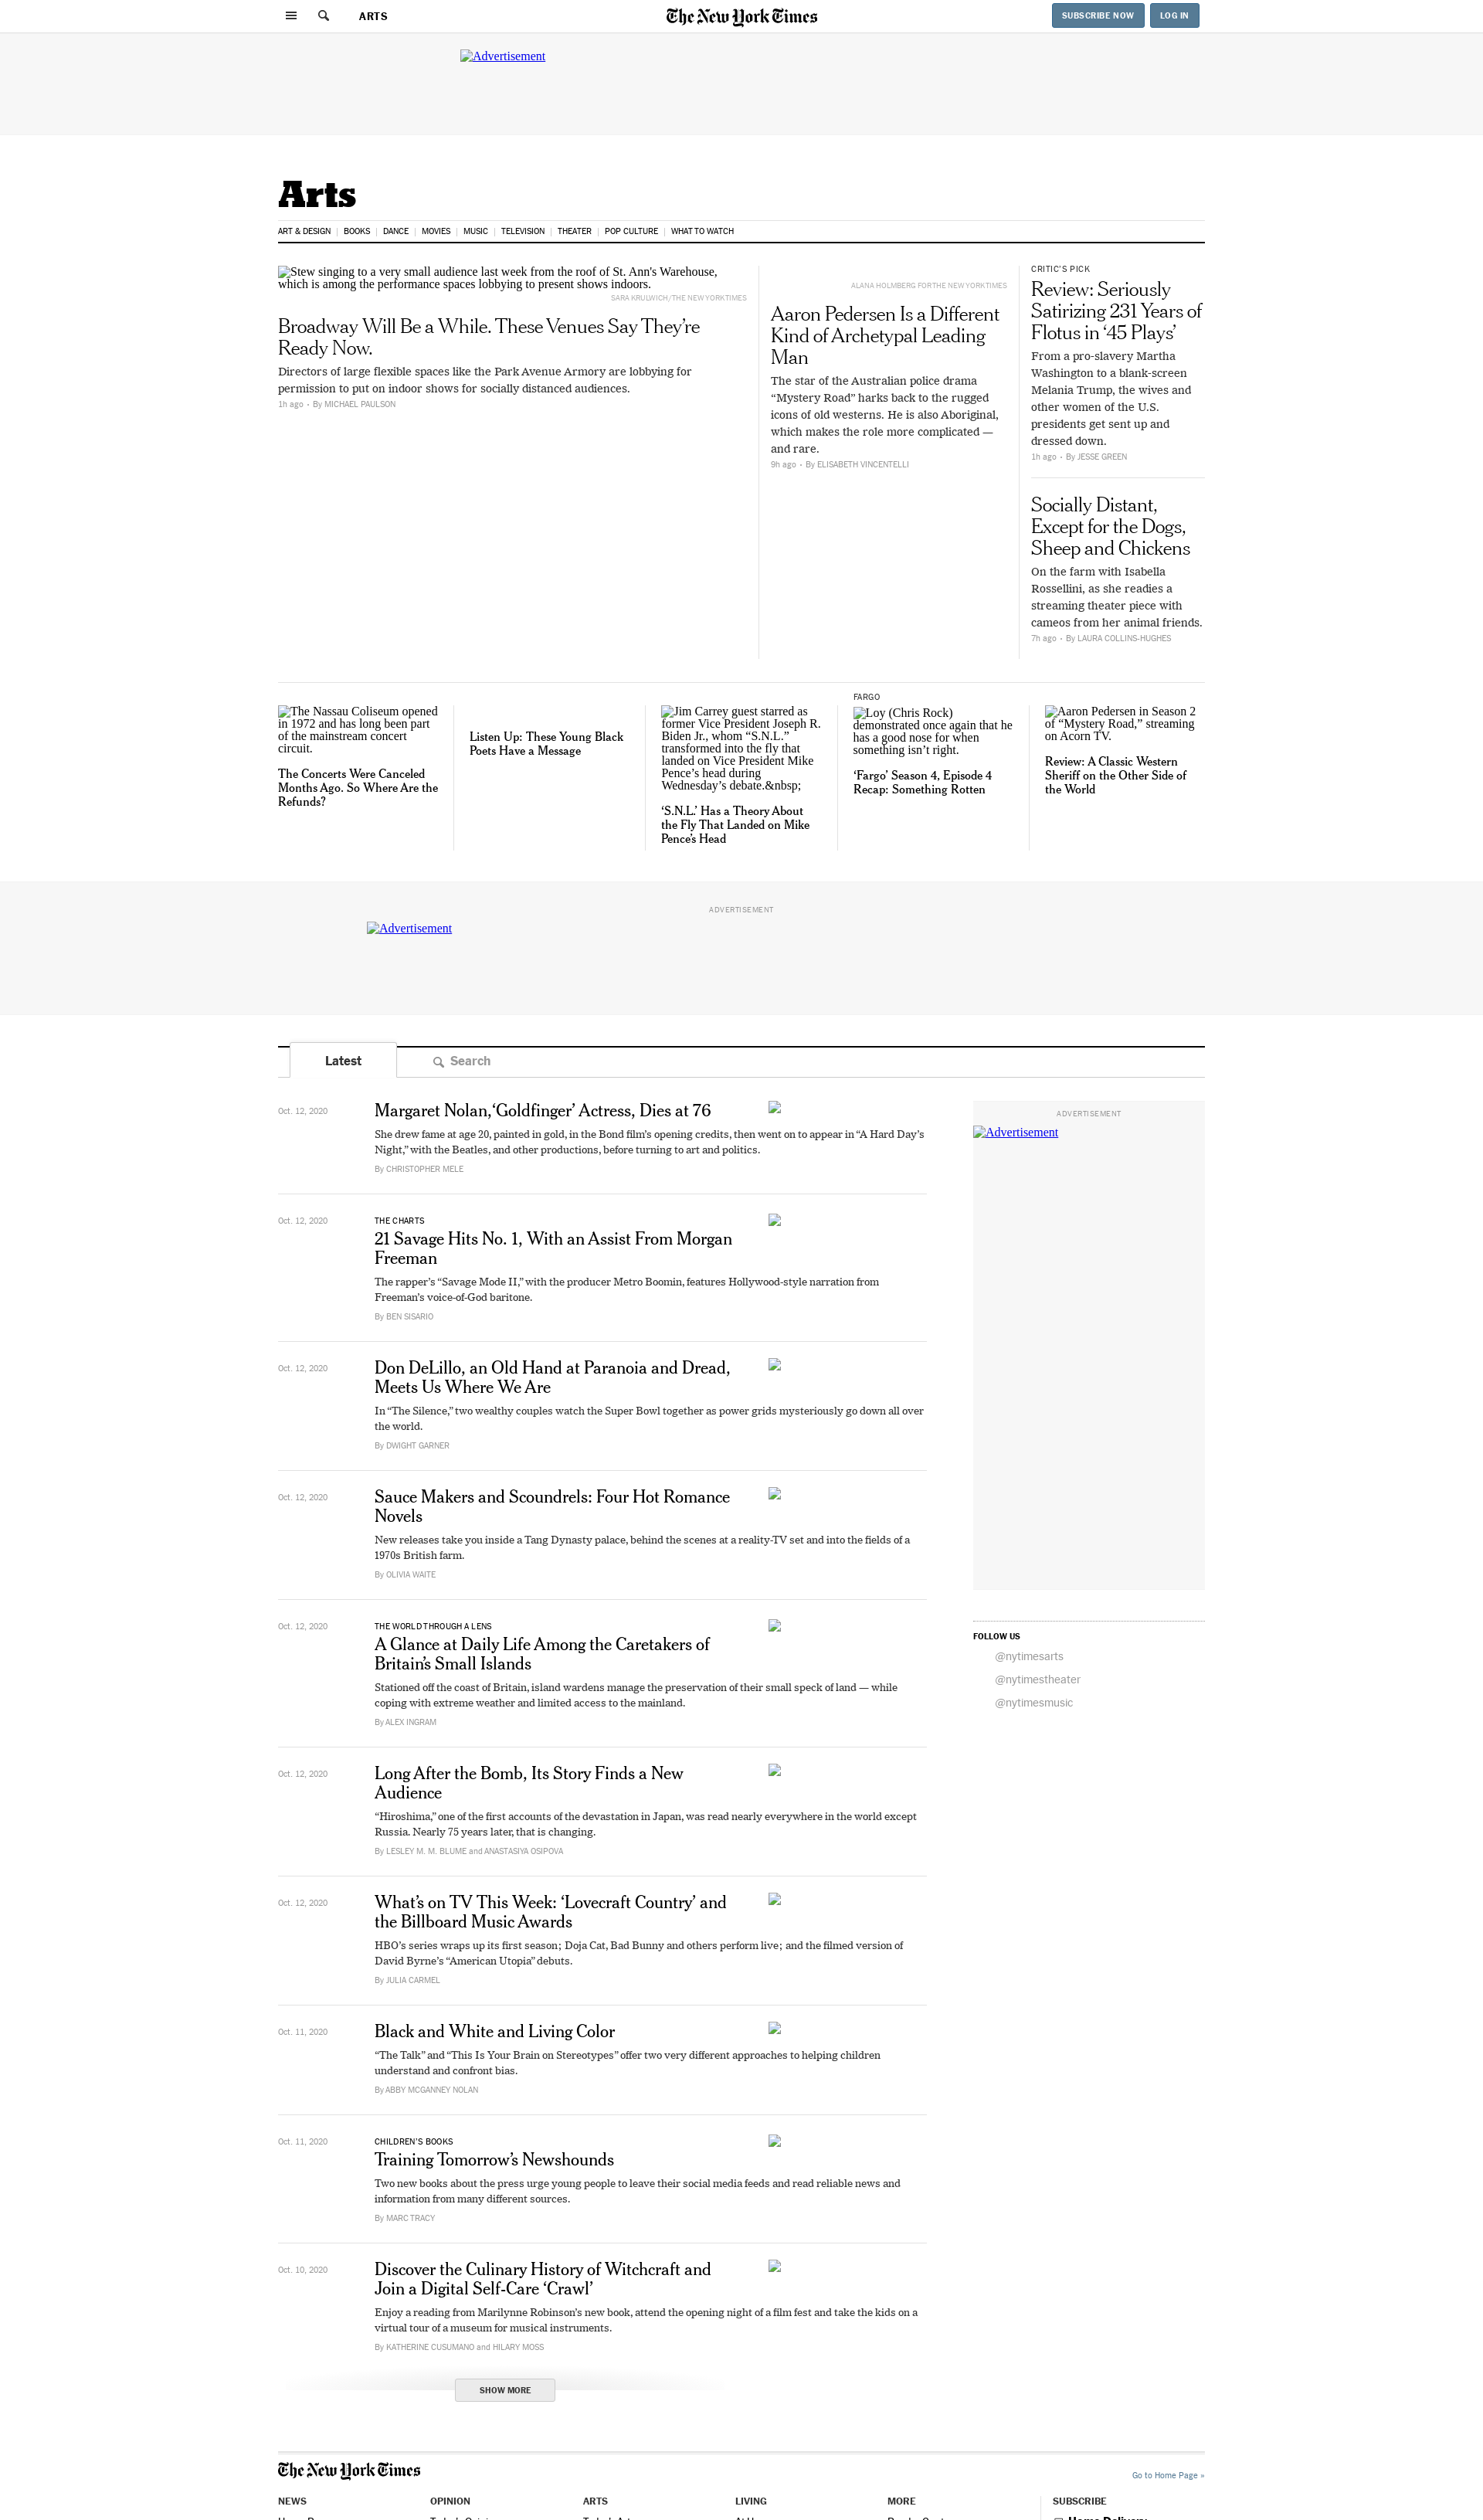 ARTS
The New York Times
SUBSCRIBE NOW
LOG IN
Advertisement
Arts
ART & DESIGN
BOOKS
DANCE
MOVIES
MUSIC
TELEVISION
THEATER
POP CULTURE
WHAT TO WATCH
Stew singing to a very small audience last week from the roof of St. Ann's Warehouse,
which is among the performance spaces lobbying to present shows indoors.
SARA KRULWICH/THE NEW YORK TIMES
Broadway Will Be a While. These Venues Say They’re
Ready Now.
Directors of large flexible spaces like the Park Avenue Armory are lobbying for
permission to put on indoor shows for socially distanced audiences.
1h ago • By MICHAEL PAULSON
ALANA HOLMBERG FOR THE NEW YORK TIMES
Aaron Pedersen Is a Different
Kind of Archetypal Leading
Man
The star of the Australian police drama
“Mystery Road” harks back to the rugged
icons of old westerns. He is also Aboriginal,
which makes the role more complicated —
and rare.
9h ago • By ELISABETH VINCENTELLI
CRITIC’S PICK
Review: Seriously
Satirizing 231 Years of
Flotus in ‘45 Plays’
From a pro-slavery Martha
Washington to a blank-screen
Melania Trump, the wives and
other women of the U.S.
presidents get sent up and
dressed down.
1h ago • By JESSE GREEN
Socially Distant,
Except for the Dogs,
Sheep and Chickens
On the farm with Isabella
Rossellini, as she readies a
streaming theater piece with
cameos from her animal friends.
7h ago • By LAURA COLLINS-HUGHES
The Nassau Coliseum opened
in 1972 and has long been part
of the mainstream concert
circuit.
The Concerts Were Canceled
Months Ago. So Where Are the
Refunds?
Listen Up: These Young Black
Poets Have a Message
Jim Carrey guest starred as
former Vice President Joseph R.
Biden Jr., whom “S.N.L.”
transformed into the fly that
landed on Vice President Mike
Pence’s head during
Wednesday’s debate.&nbsp;
‘S.N.L.’ Has a Theory About
the Fly That Landed on Mike
Pence’s Head
FARGO
Loy (Chris Rock)
demonstrated once again that he
has a good nose for when
something isn’t right.
‘Fargo’ Season 4, Episode 4
Recap: Something Rotten
Aaron Pedersen in Season 2
of “Mystery Road,” streaming
on Acorn TV.
Review: A Classic Western
Sheriff on the Other Side of
the World
ADVERTISEMENT
Advertisement
Latest
Search
Oct. 12, 2020
Margaret Nolan, ‘Goldfinger’ Actress, Dies at 76
She drew fame at age 20, painted in gold, in the Bond film’s opening credits, then went on to appear in “A Hard Day’s
Night,” with the Beatles, and other productions, before turning to art and politics.
By CHRISTOPHER MELE
Oct. 12, 2020
THE CHARTS
21 Savage Hits No. 1, With an Assist From Morgan
Freeman
The rapper’s “Savage Mode II,” with the producer Metro Boomin, features Hollywood-style narration from
Freeman’s voice-of-God baritone.
By BEN SISARIO
Oct. 12, 2020
Don DeLillo, an Old Hand at Paranoia and Dread,
Meets Us Where We Are
In “The Silence,” two wealthy couples watch the Super Bowl together as power grids mysteriously go down all over
the world.
By DWIGHT GARNER
Oct. 12, 2020
Sauce Makers and Scoundrels: Four Hot Romance
Novels
New releases take you inside a Tang Dynasty palace, behind the scenes at a reality-TV set and into the fields of a
1970s British farm.
By OLIVIA WAITE
Oct. 12, 2020
THE WORLD THROUGH A LENS
A Glance at Daily Life Among the Caretakers of
Britain’s Small Islands
Stationed off the coast of Britain, island wardens manage the preservation of their small speck of land — while
coping with extreme weather and limited access to the mainland.
By ALEX INGRAM
Oct. 12, 2020
Long After the Bomb, Its Story Finds a New
Audience
“Hiroshima,” one of the first accounts of the devastation in Japan, was read nearly everywhere in the world except
Russia. Nearly 75 years later, that is changing.
By LESLEY M. M. BLUME and ANASTASIYA OSIPOVA
Oct. 12, 2020
What’s on TV This Week: ‘Lovecraft Country’ and
the Billboard Music Awards
HBO’s series wraps up its first season; Doja Cat, Bad Bunny and others perform live; and the filmed version of
David Byrne’s “American Utopia” debuts.
By JULIA CARMEL
Oct. 11, 2020
Black and White and Living Color
“The Talk” and “This Is Your Brain on Stereotypes” offer two very different approaches to helping children
understand and confront bias.
By ABBY MCGANNEY NOLAN
Oct. 11, 2020
CHILDREN’S BOOKS
Training Tomorrow’s Newshounds
Two new books about the press urge young people to leave their social media feeds and read reliable news and
information from many different sources.
By MARC TRACY
Oct. 10, 2020
Discover the Culinary History of Witchcraft and
Join a Digital Self-Care ‘Crawl’
Enjoy a reading from Marilynne Robinson’s new book, attend the opening night of a film fest and take the kids on a
virtual tour of a museum for musical instruments.
By KATHERINE CUSUMANO and HILARY MOSS
SHOW MORE
ADVERTISEMENT
Advertisement
FOLLOW US
@nytimesarts
@nytimestheater
@nytimesmusic
The New York Times
Go to Home Page »
NEWS
OPINION
ARTS
LIVING
MORE
SUBSCRIBE